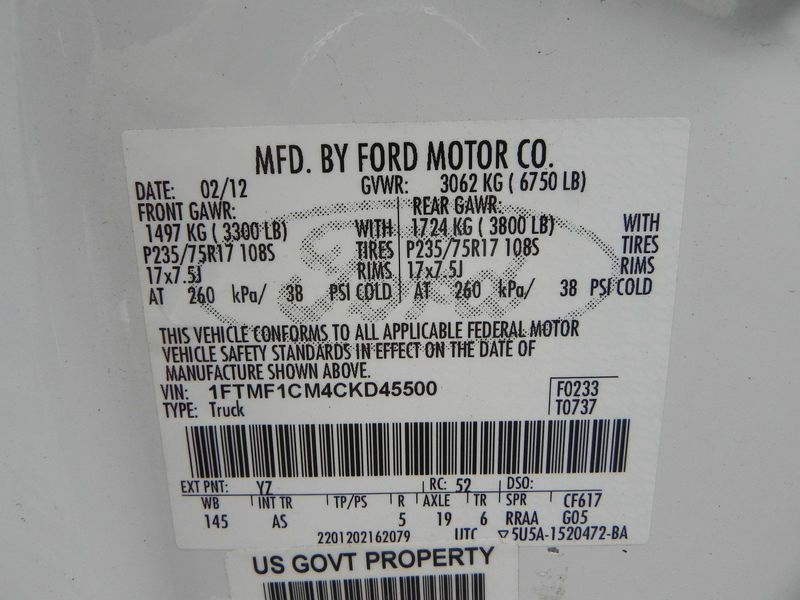 MFD. BY FORD MOTOR CO.
DATE: 02/12 GVWR: 3062 KG ( 6750 LB)
FRONT GAWR: REAR GAWR:
1497 KG ( 3300 LB) WITH 1724 KG ( 3800 LB) WITH
P235/75R17 108S TIRES P235/75R17 108S TIRES
17x7.5J RIMS 17x7.5J RIMS
AT 260 kPa/ 38 PSI COLD AT 260 kPa/ 38 PSI COLD
Ford
THIS VEHICLE CONFORMS TO ALL APPLICABLE FEDERAL MOTOR
VEHICLE SAFETY STANDARDS IN EFFECT ON THE DATE OF
MANUFACTURE SHOWN ABOVE.
VIN: 1FTMF1CM4CKD45500 F0233
TYPE: Truck T0737
EXT PNT: YZ RC: 52 DSO:
WB INT TR TP/PS R AXLE TR SPR CF617
145 AS 5 19 6 RRAA G05
2201202162079 UTC ▽5U5A-1520472-BA
US GOVT PROPERTY